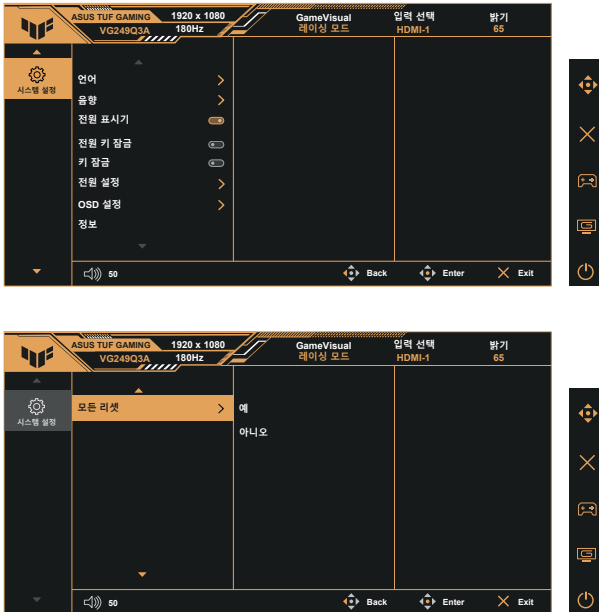 ASUS TUF GAMING 1920 x 1080 GameVisual 입력 선택 밝기
VG249Q3A 180Hz 레이싱 모드 HDMI-1 65
시스템 설정
언어
음향
전원 표시기
전원 키 잠금
키 잠금
전원 설정
OSD 설정
정보
50 Back Enter Exit
ASUS TUF GAMING 1920 x 1080 GameVisual 입력 선택 밝기
VG249Q3A 180Hz 레이싱 모드 HDMI-1 65
시스템 설정
모든 리셋 예
아니오
50 Back Enter Exit